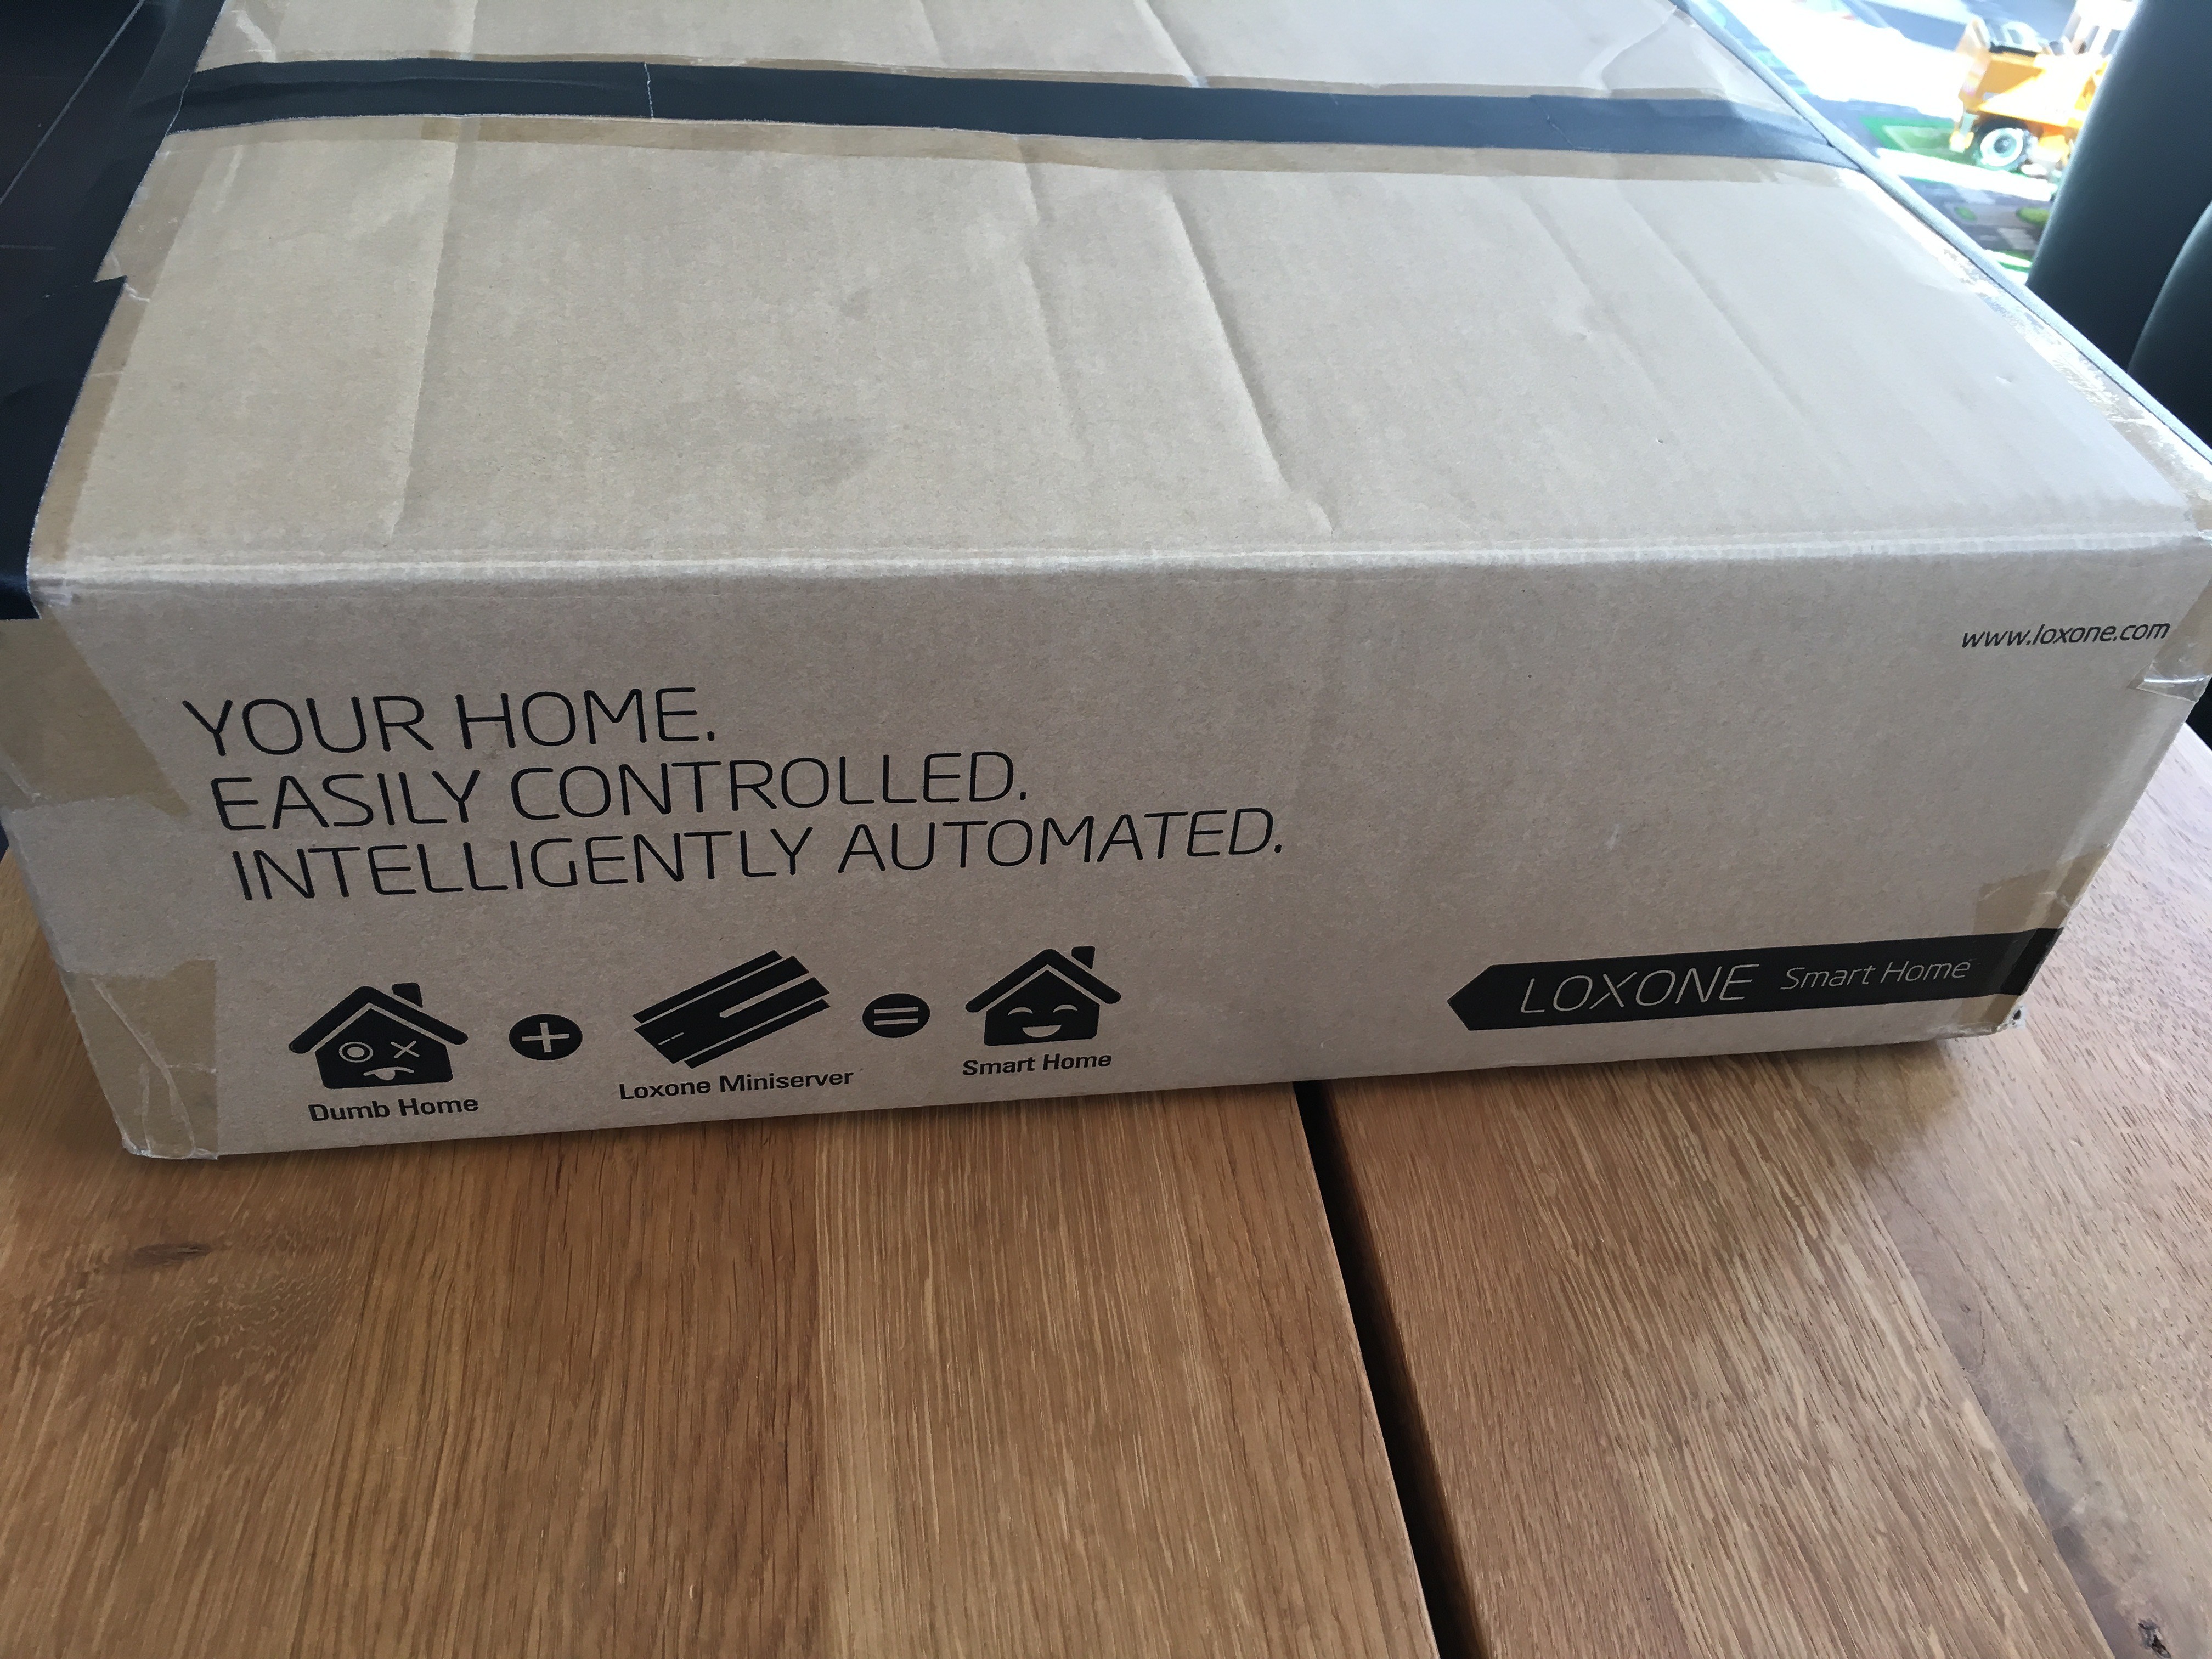 www.loxone.com
YOUR HOME.
EASILY CONTROLLED.
INTELLIGENTLY AUTOMATED.
Dumb Home
+
Loxone Miniserver
=
Smart Home
LOXONE Smart Home